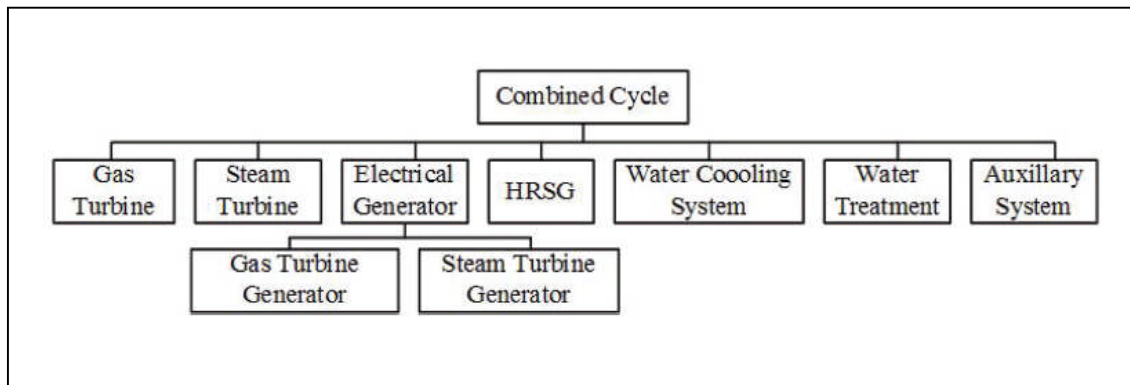 Combined Cycle
Gas
Turbine
Steam
Turbine
Electrical
Generator
HRSG
Water Coooling
System
Water
Treatment
Auxillary
System
Gas Turbine
Generator
Steam Turbine
Generator